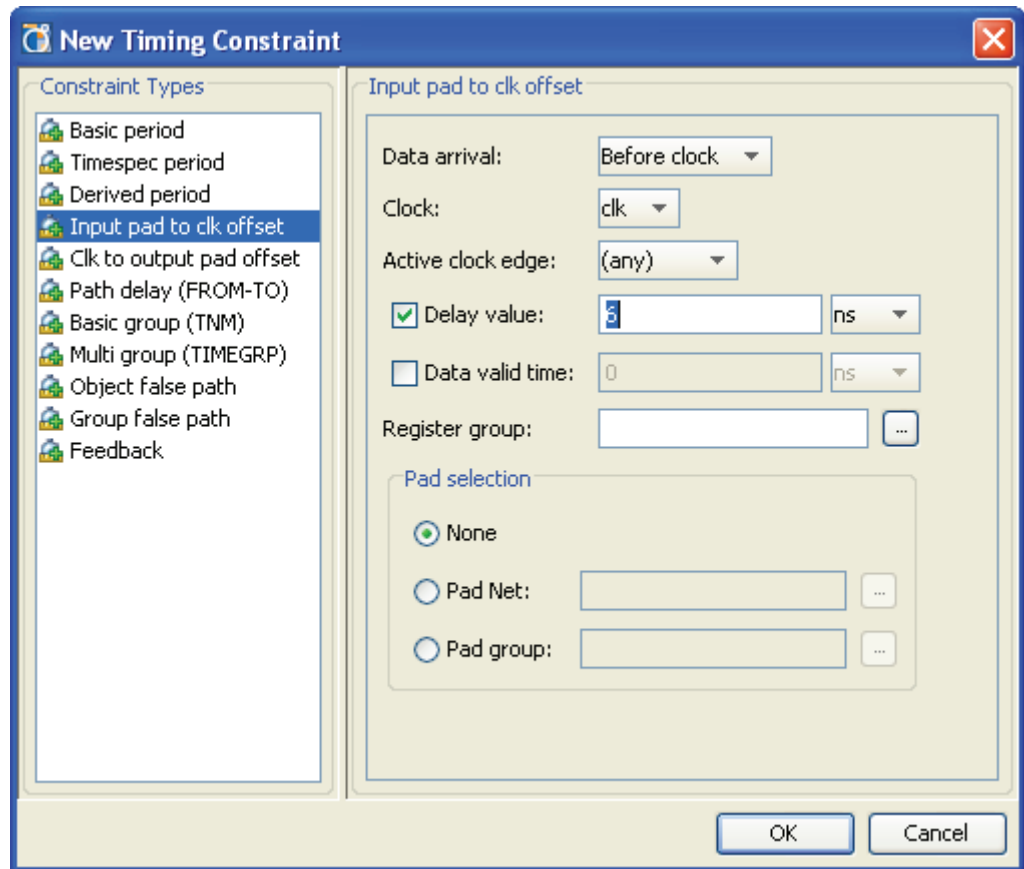 New Timing Constraint
Constraint Types
Basic period
Timespec period
Derived period
Input pad to clk offset
Clk to output pad offset
Path delay (FROM-TO)
Basic group (TNM)
Multi group (TIMEGRP)
Object false path
Group false path
Feedback
Input pad to clk offset
Data arrival: Before clock
Clock: clk
Active clock edge: (any)
Delay value: 6 ns
Data valid time: 0 ns
Register group: ...
Pad selection
None
Pad Net: ...
Pad group: ...
OK Cancel